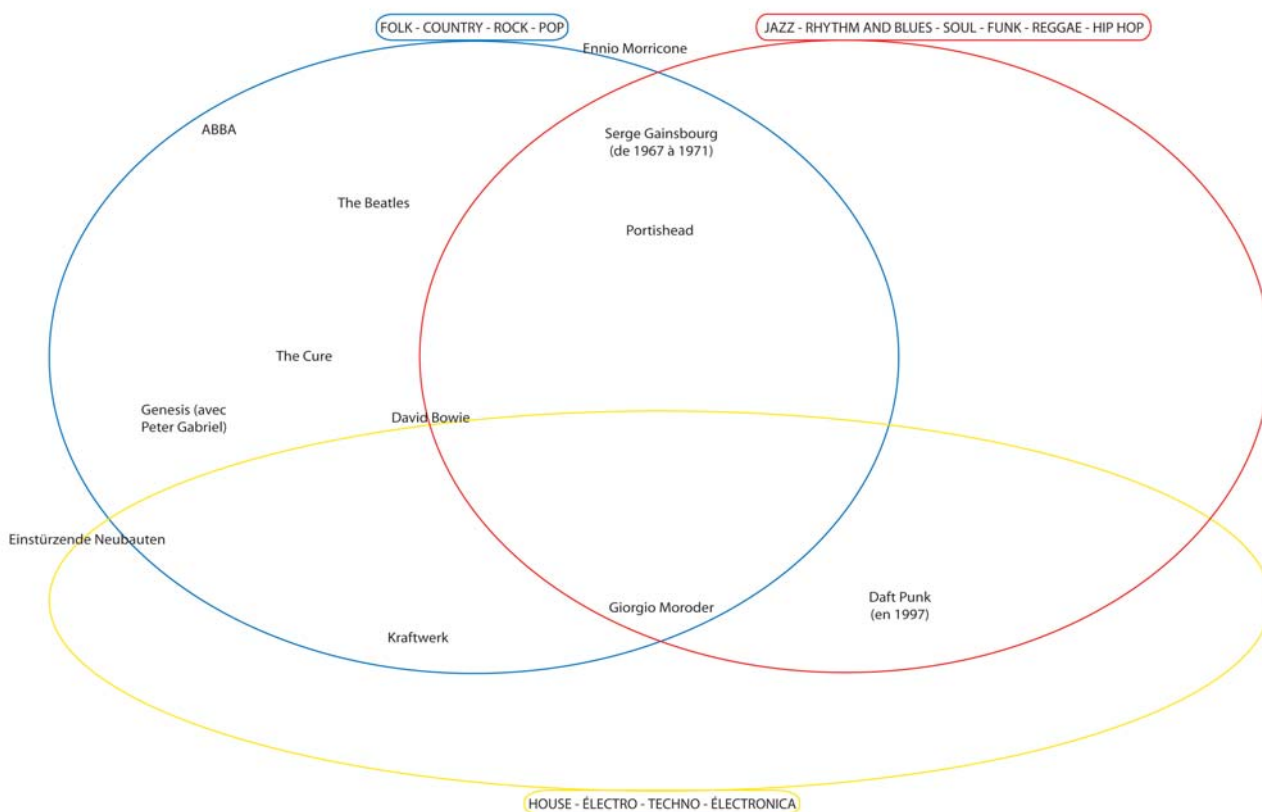 FOLK - COUNTRY - ROCK - POP
JAZZ - RHYTHM AND BLUES - SOUL - FUNK - REGGAE - HIP HOP
Ennio Morricone
ABBA
Serge Gainsbourg
(de 1967 à 1971)
The Beatles
Portishead
The Cure
Genesis (avec
Peter Gabriel)
David Bowie
Einstürzende Neubauten
Daft Punk
(en 1997)
Giorgio Moroder
Kraftwerk
HOUSE - ÉLECTRO - TECHNO - ÉLECTRONICA